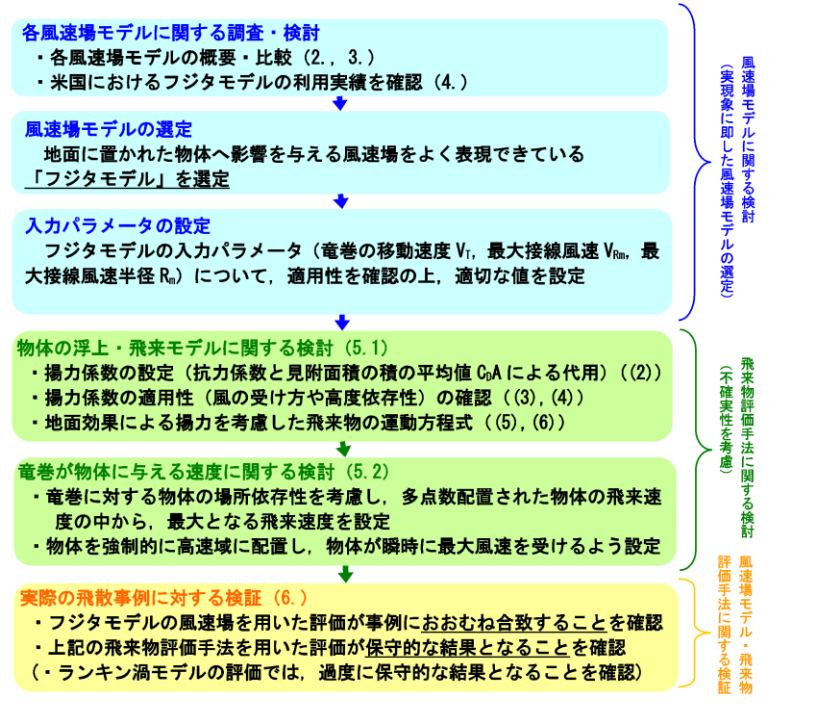 各風速場モデルに関する調査・検討
・各風速場モデルの概要・比較（2., 3.）
・米国におけるフジタモデルの利用実績を確認（4.）
風速場モデルの選定
地面に置かれた物体へ影響を与える風速場をよく表現できている
「フジタモデル」を選定
入力パラメータの設定
フジタモデルの入力パラメータ（竜巻の移動速度 VT，最大接線風速 VRm，最
大接線風速半径 Rm）について，適用性を確認の上，適切な値を設定
風速場モデルに関する検討
（実現象に即した風速場モデルの選定）
物体の浮上・飛来モデルに関する検討（5.1）
・揚力係数の設定（抗力係数と見附面積の積の平均値 CDA による代用）（(2)）
・揚力係数の適用性（風の受け方や高度依存性）の確認（(3),(4)）
・地面効果による揚力を考慮した飛来物の運動方程式（(5),(6)）
竜巻が物体に与える速度に関する検討（5.2）
・竜巻に対する物体の場所依存性を考慮し，多点数配置された物体の飛来速
度の中から，最大となる飛来速度を設定
・物体を強制的に高速域に配置し，物体が瞬時に最大風速を受けるよう設定
飛来物評価手法に関する検討
（不確実性を考慮）
実際の飛散事例に対する検証（6.）
・フジタモデルの風速場を用いた評価が事例におおむね合致することを確認
・上記の飛来物評価手法を用いた評価が保守的な結果となることを確認
（・ランキン渦モデルの評価では，過度に保守的な結果となることを確認）
風速場モデル・飛来物
評価手法に関する検証